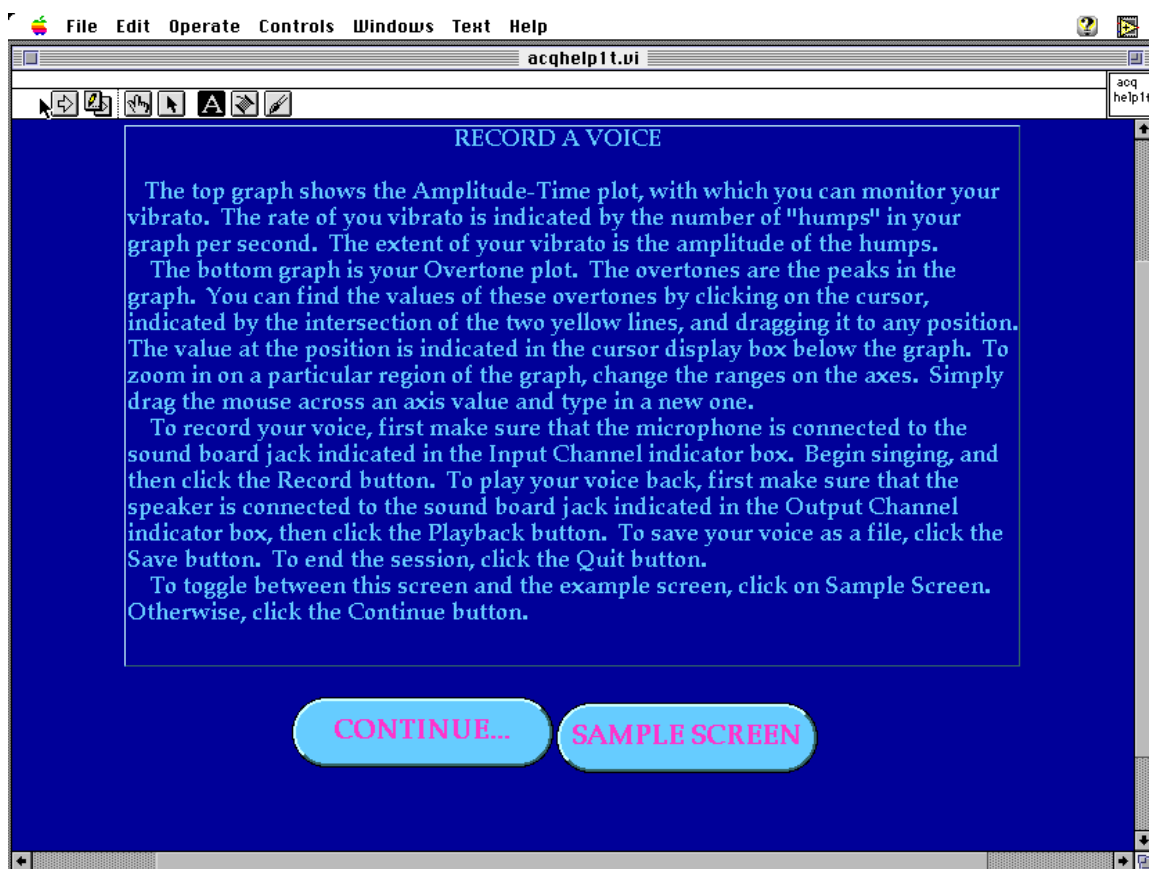 File Edit Operate Controls Windows Text Help
acqhelp1t.vi
acq
help1t
A
RECORD A VOICE
The top graph shows the Amplitude-Time plot, with which you can monitor your
vibrato. The rate of you vibrato is indicated by the number of "humps" in your
graph per second. The extent of your vibrato is the amplitude of the humps.
The bottom graph is your Overtone plot. The overtones are the peaks in the
graph. You can find the values of these overtones by clicking on the cursor,
indicated by the intersection of the two yellow lines, and dragging it to any position.
The value at the position is indicated in the cursor display box below the graph. To
zoom in on a particular region of the graph, change the ranges on the axes. Simply
drag the mouse across an axis value and type in a new one.
To record your voice, first make sure that the microphone is connected to the
sound board jack indicated in the Input Channel indicator box. Begin singing, and
then click the Record button. To play your voice back, first make sure that the
speaker is connected to the sound board jack indicated in the Output Channel
indicator box, then click the Playback button. To save your voice as a file, click the
Save button. To end the session, click the Quit button.
To toggle between this screen and the example screen, click on Sample Screen.
Otherwise, click the Continue button.
CONTINUE...
SAMPLE SCREEN